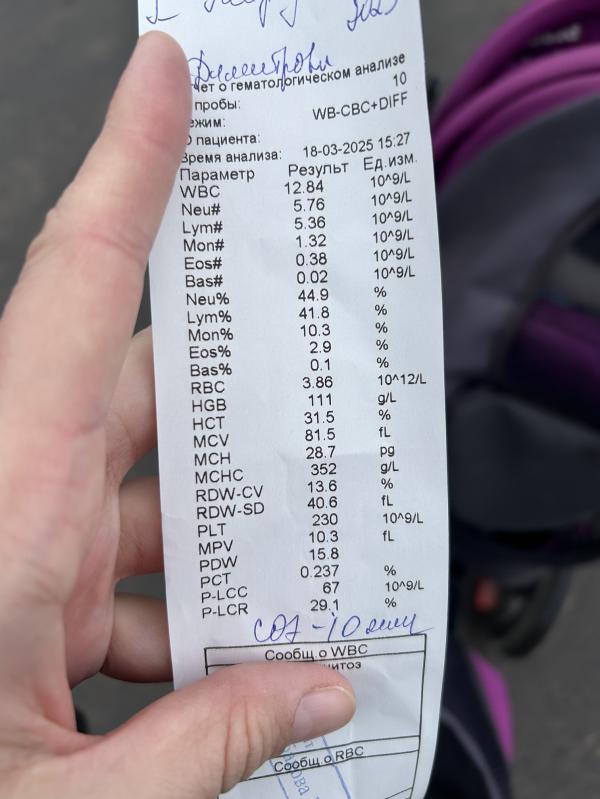 Димитрови
чет о гематологическом анализе
пробы: 10
ежим: WB-CBC+DIFF
пациента:
Время анализа: 18-03-2025 15:27
Параметр Результ Ед.изм.
WBC 12.84 10^9/L
Neu# 5.76 10^9/L
Lym# 5.36 10^9/L
Mon# 1.32 10^9/L
Eos# 0.38 10^9/L
Bas# 0.02 10^9/L
Neu% 44.9 %
Lym% 41.8 %
Mon% 10.3 %
Eos% 2.9 %
Bas% 0.1 %
RBC 3.86 10^12/L
HGB 111 g/L
HCT 31.5 %
MCV 81.5 fL
MCH 28.7 pg
MCHC 352 g/L
RDW-CV 13.6 %
RDW-SD 40.6 fL
PLT 230 10^9/L
MPV 10.3 fL
PDW 15.8
PCT 0.237 %
P-LCC 67 10^9/L
P-LCR 29.1 %
СОЭ - 10 мм/ч
Сообщ.о WBC
цитоз
Сообщ.о RBC